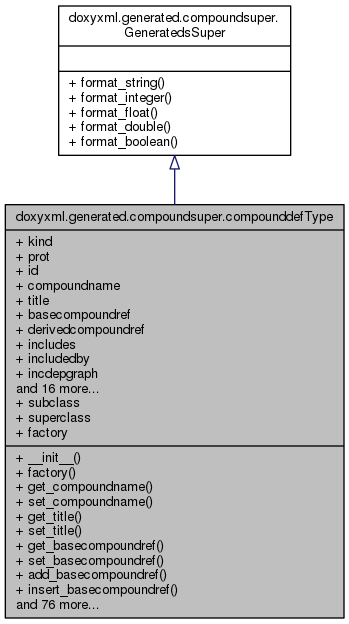 doxyxml.generated.compoundsuper.
GeneratedsSuper
+ format_string()
+ format_integer()
+ format_float()
+ format_double()
+ format_boolean()
doxyxml.generated.compoundsuper.compounddefType
+ kind
+ prot
+ id
+ compoundname
+ title
+ basecompoundref
+ derivedcompoundref
+ includes
+ includedby
+ incdepgraph
and 16 more...
+ subclass
+ superclass
+ factory
+ __init__()
+ factory()
+ get_compoundname()
+ set_compoundname()
+ get_title()
+ set_title()
+ get_basecompoundref()
+ set_basecompoundref()
+ add_basecompoundref()
+ insert_basecompoundref()
and 76 more...